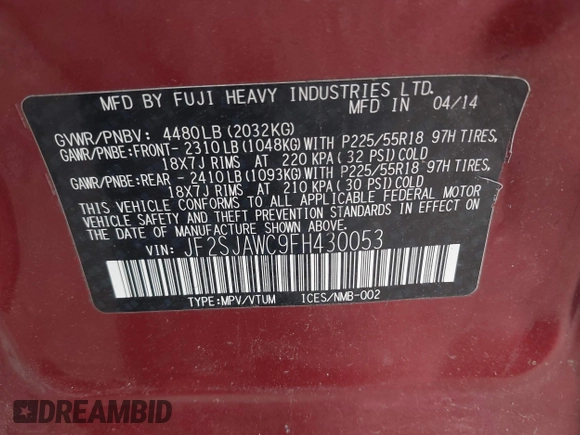 MFD BY FUJI HEAVY INDUSTRIES LTD.
MFD IN 04/14
GVWR/PNBV: 4480LB(2032KG)
GAWR/PNBE:FRONT- 2310LB(1048KG)WITH P225/55R18 97H TIRES,
18X7J RIMS AT 220 KPA(32 PSI)COLD
GAWR/PNBE:REAR - 2410LB(1093KG)WITH P225/55R18 97H TIRES,
18X7J RIMS AT 210 KPA(30 PSI)COLD
THIS VEHICLE CONFORMS TO ALL APPLICABLE FEDERAL MOTOR
VEHICLE SAFETY AND THEFT PREVENTION STANDARDS IN EFFECT ON
THE DATE OF MANUFACTURE SHOWN ABOVE.
VIN: JF2SJAWC9FH430053
TYPE:MPV/VTUM ICES/NMB-002
DREAMBID